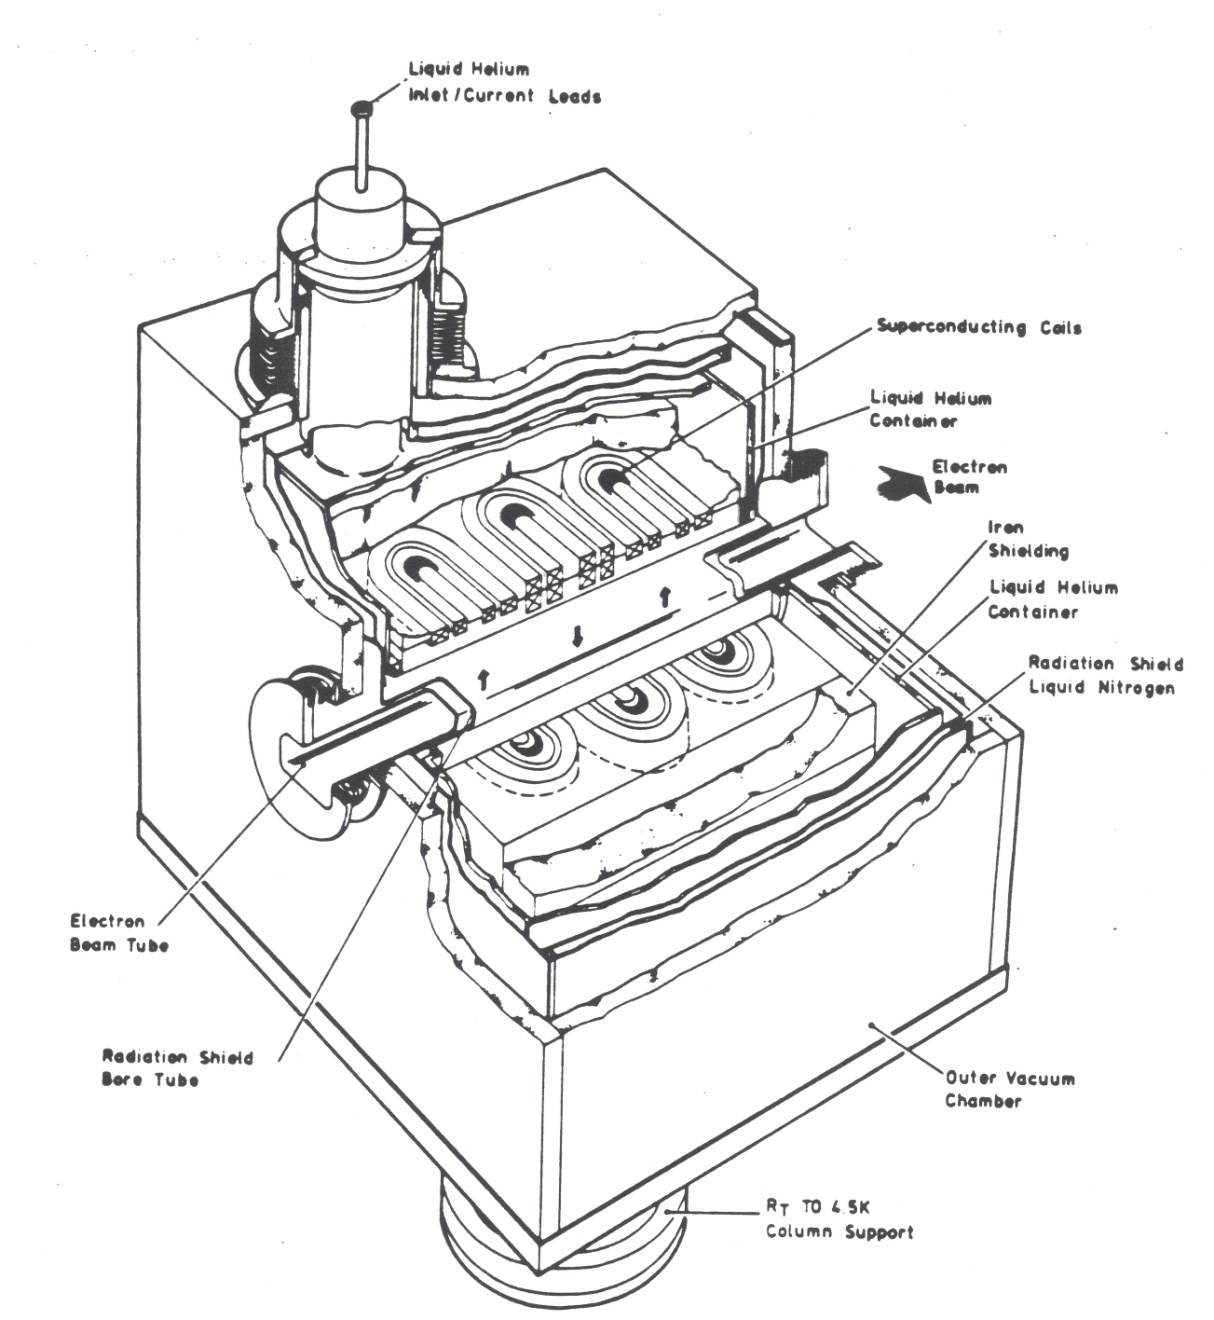 Liquid Helium
Inlet/Current Leads
Superconducting Coils
Liquid Helium
Container
Electron
Beam
Iron
Shielding
Liquid Helium
Container
Radiation Shield
Liquid Nitrogen
Electron
Beam Tube
Radiation Shield
Bore Tube
Outer Vacuum
Chamber
RT TO 4.5K
Column Support